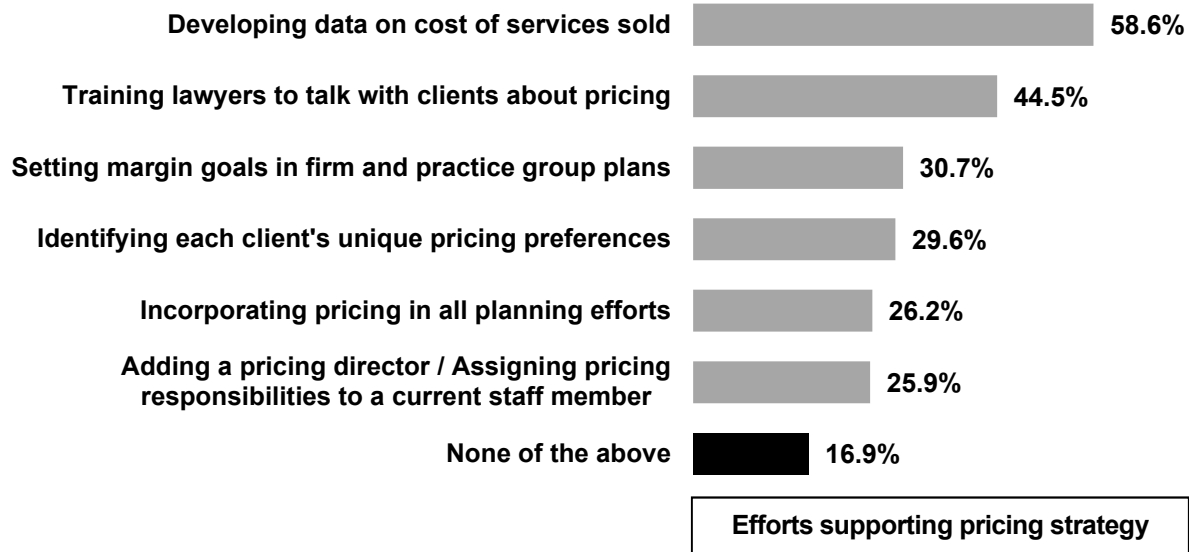 Developing data on cost of services sold 58.6%
Training lawyers to talk with clients about pricing 44.5%
Setting margin goals in firm and practice group plans 30.7%
Identifying each client's unique pricing preferences 29.6%
Incorporating pricing in all planning efforts 26.2%
Adding a pricing director / Assigning pricing
responsibilities to a current staff member 25.9%
None of the above 16.9%
Efforts supporting pricing strategy